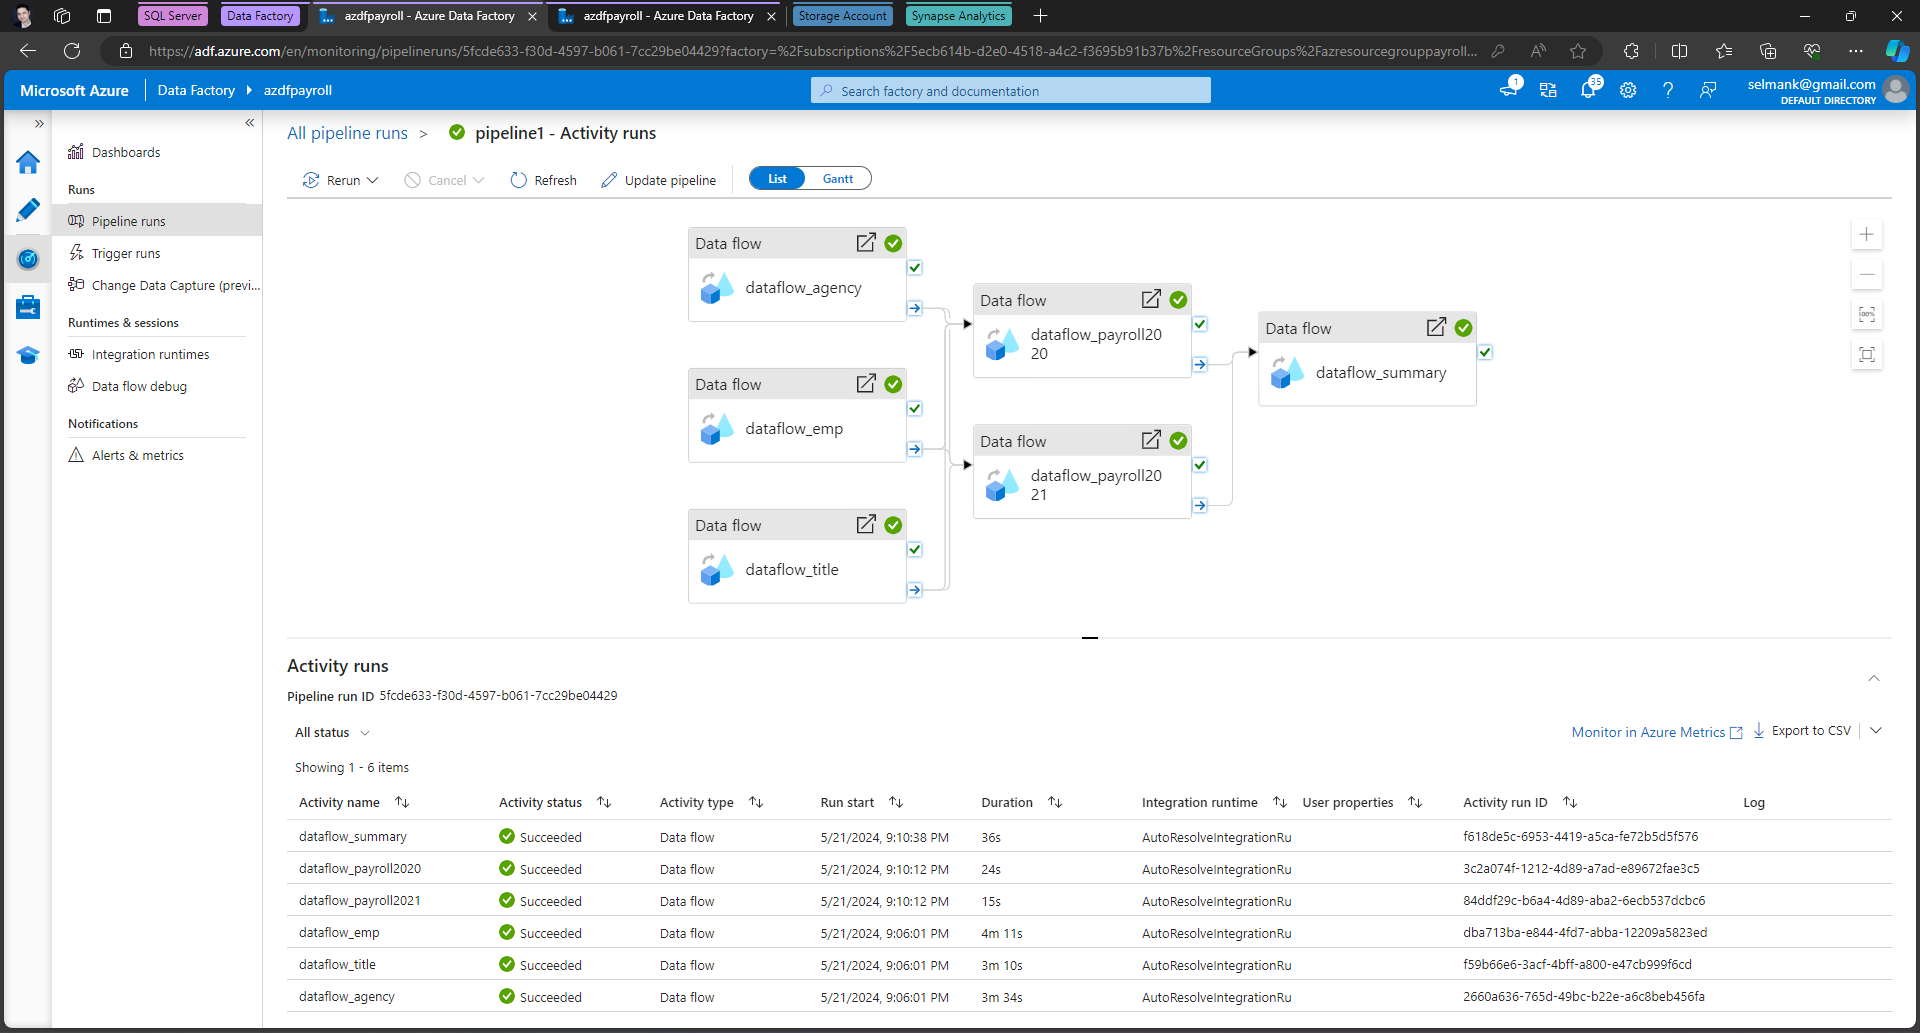 SQL Server
Data Factory
azdfpayroll - Azure Data Factory
azdfpayroll - Azure Data Factory
Storage Account
Synapse Analytics
https://adf.azure.com/en/monitoring/pipelineruns/5fcde633-f30d-4597-b061-7cc29be04429?factory=%2Fsubscriptions%2F5ecb614b-d2e0-4518-a4c2-f3695b91b37b%2FresourceGroups%2Fazresourcegrouppayroll...
Microsoft Azure
Data Factory
azdfpayroll
Search factory and documentation
1
35
selmank@gmail.com
DEFAULT DIRECTORY
Dashboards
Runs
Pipeline runs
Trigger runs
Change Data Capture (previ...
Runtimes & sessions
Integration runtimes
Data flow debug
Notifications
Alerts & metrics
All pipeline runs > pipeline1 - Activity runs
Rerun
Cancel
Refresh
Update pipeline
List
Gantt
Data flow
dataflow_agency
Data flow
dataflow_emp
Data flow
dataflow_title
Data flow
dataflow_payroll20
20
Data flow
dataflow_payroll20
21
Data flow
dataflow_summary
100%
Activity runs
Pipeline run ID 5fcde633-f30d-4597-b061-7cc29be04429
All status
Monitor in Azure Metrics
Export to CSV
Showing 1 - 6 items
Activity name Activity status Activity type Run start Duration Integration runtime User properties Activity run ID Log
dataflow_summary Succeeded Data flow 5/21/2024, 9:10:38 PM 36s AutoResolveIntegrationRu f618de5c-6953-4419-a5ca-fe72b5d5f576
dataflow_payroll2020 Succeeded Data flow 5/21/2024, 9:10:12 PM 24s AutoResolveIntegrationRu 3c2a074f-1212-4d89-a7ad-e89672fae3c5
dataflow_payroll2021 Succeeded Data flow 5/21/2024, 9:10:12 PM 15s AutoResolveIntegrationRu 84ddf29c-b6a4-4d89-aba2-6ecb537dcbc6
dataflow_emp Succeeded Data flow 5/21/2024, 9:06:01 PM 4m 11s AutoResolveIntegrationRu dba713ba-e844-4fd7-abba-12209a5823ed
dataflow_title Succeeded Data flow 5/21/2024, 9:06:01 PM 3m 10s AutoResolveIntegrationRu f59b66e6-3acf-4bff-a800-e47cb999f6cd
dataflow_agency Succeeded Data flow 5/21/2024, 9:06:01 PM 3m 34s AutoResolveIntegrationRu 2660a636-765d-49bc-b22e-a6c8beb456fa